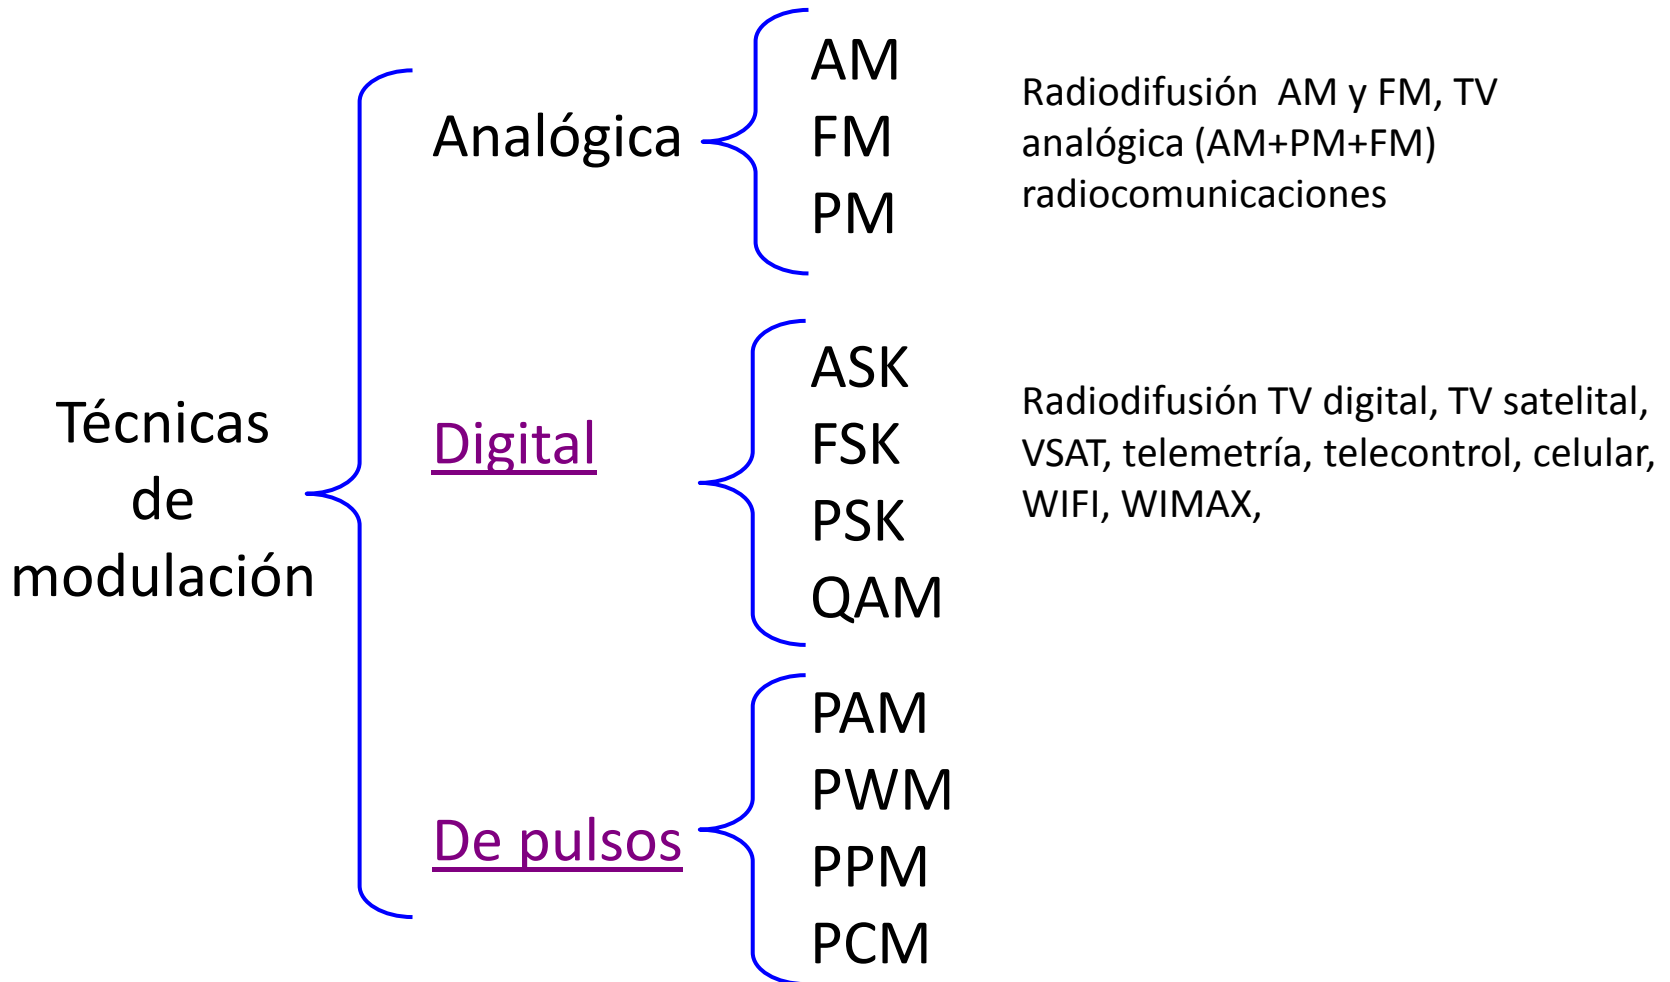 Técnicas
de
modulación
Analógica
AM
FM
PM
Radiodifusión AM y FM, TV
analógica (AM+PM+FM)
radiocomunicaciones
Digital
ASK
FSK
PSK
QAM
Radiodifusión TV digital, TV satelital,
VSAT, telemetría, telecontrol, celular,
WIFI, WIMAX,
De pulsos
PAM
PWM
PPM
PCM